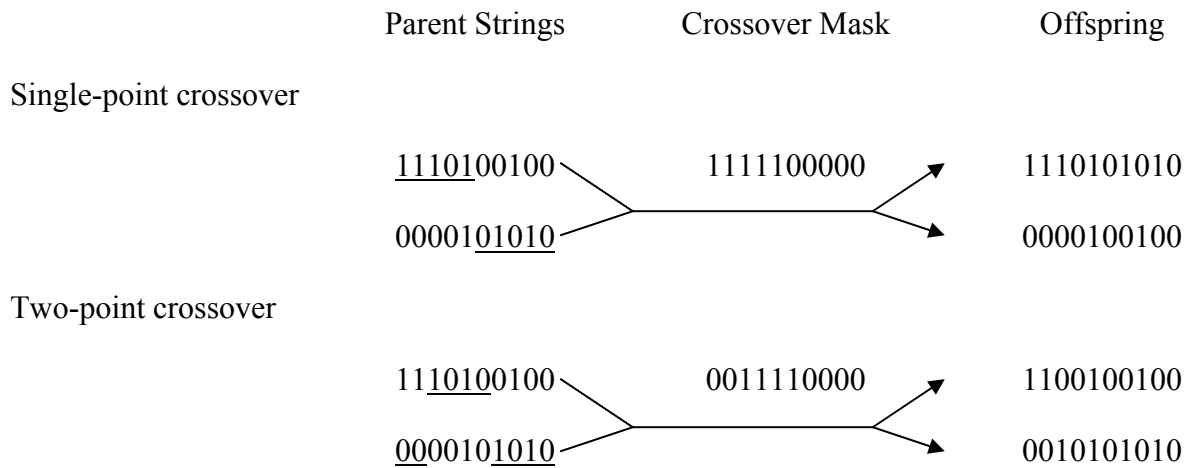 Parent Strings Crossover Mask Offspring
Single-point crossover
1110100100 1111100000 1110101010
0000101010 0000100100
Two-point crossover
1110100100 0011110000 1100100100
0000101010 0010101010